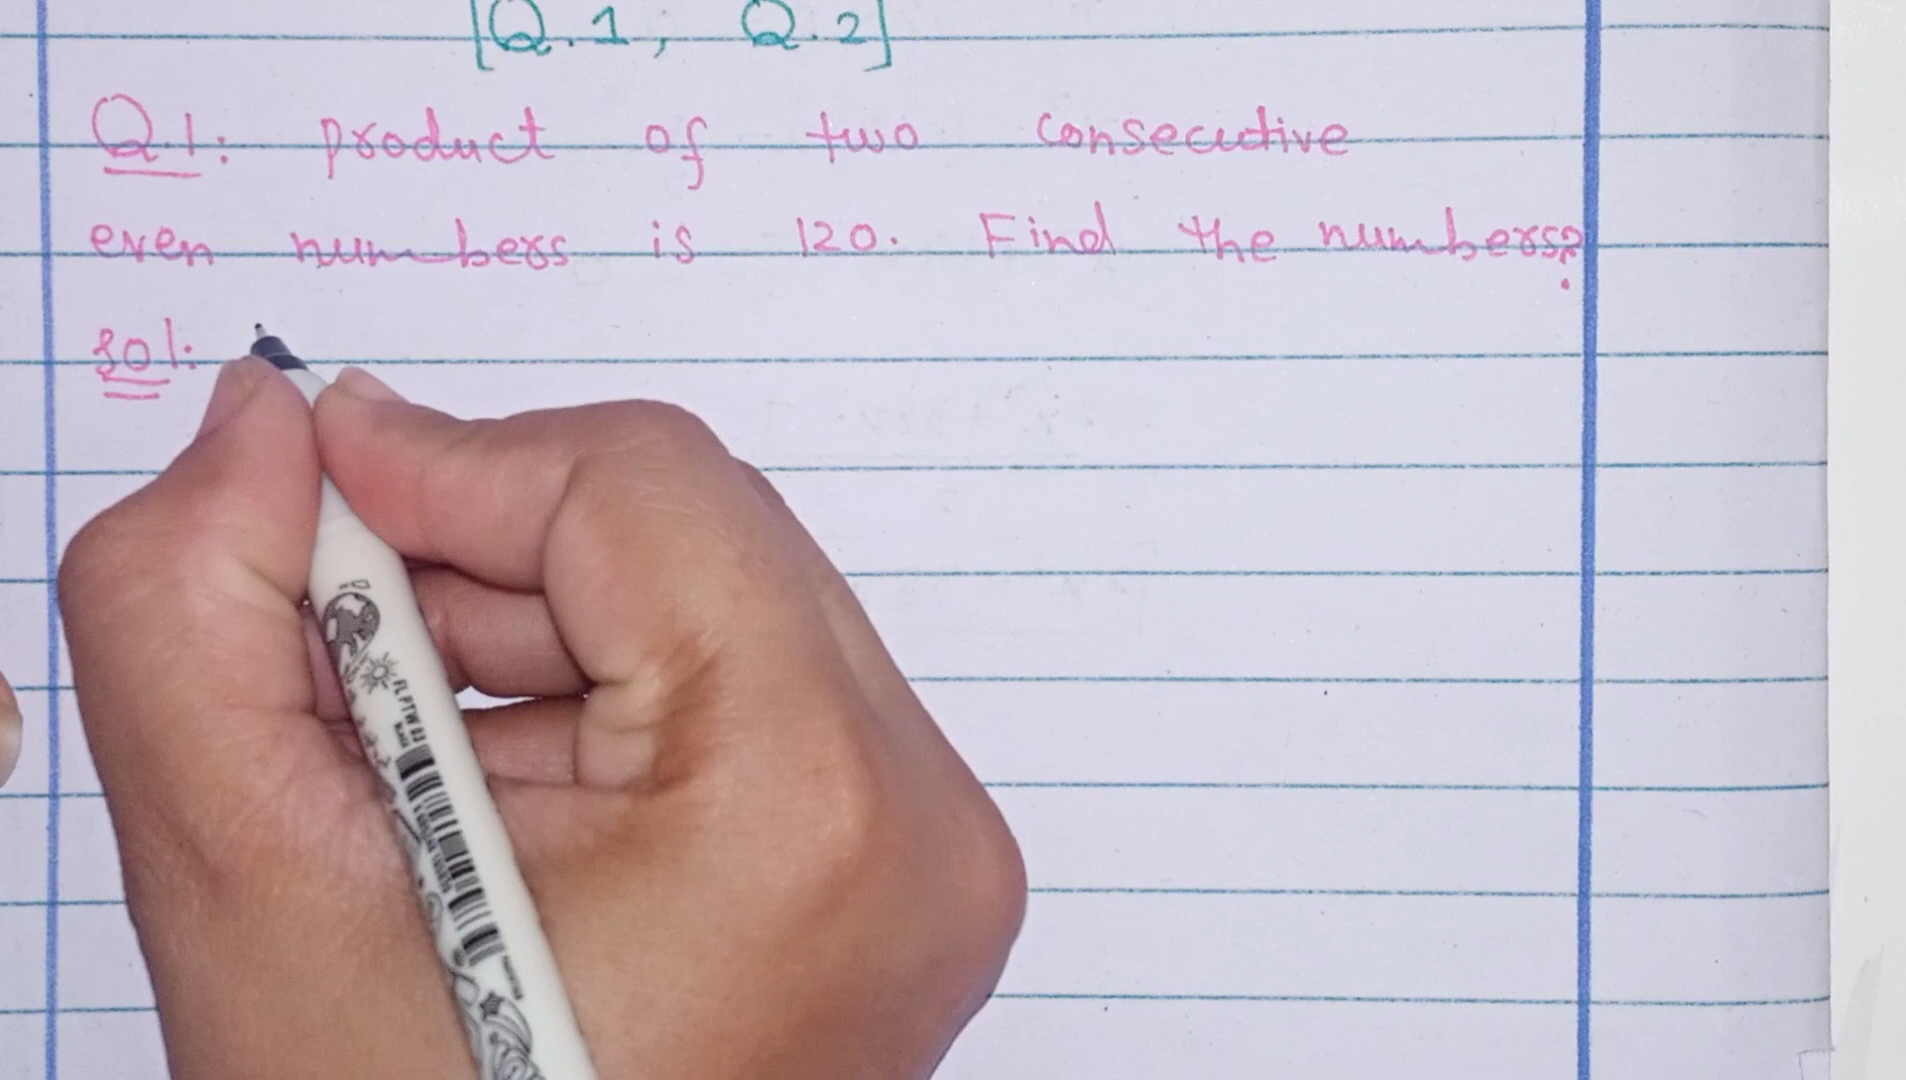 [Q.1, Q.2]
Q.1: product of two consecutive
even numbers is 120. Find the numbers?
sol: